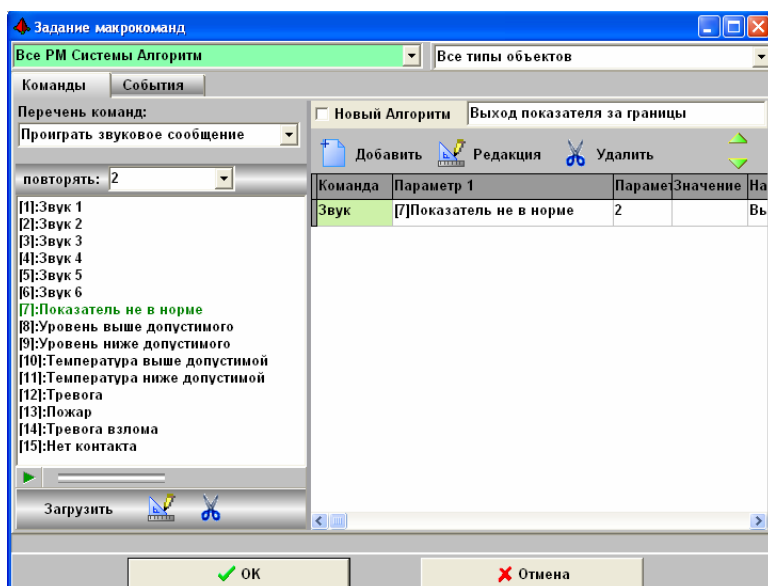 Задание макрокоманд
Все РМ Системы Алгоритм
Все типы объектов
Команды
События
Перечень команд:
Проиграть звуковое сообщение
повторять: 2
[1]:Звук 1
[2]:Звук 2
[3]:Звук 3
[4]:Звук 4
[5]:Звук 5
[6]:Звук 6
[7]:Показатель не в норме
[8]:Уровень выше допустимого
[9]:Уровень ниже допустимого
[10]:Температура выше допустимой
[11]:Температура ниже допустимой
[12]:Тревога
[13]:Пожар
[14]:Тревога взлома
[15]:Нет контакта
Загрузить
Новый Алгоритм Выход показателя за границы
Добавить Редакция Удалить
Команда Параметр 1 Парамет Значение На
Звук [7]Показатель не в норме 2 Вы
OK
Отмена